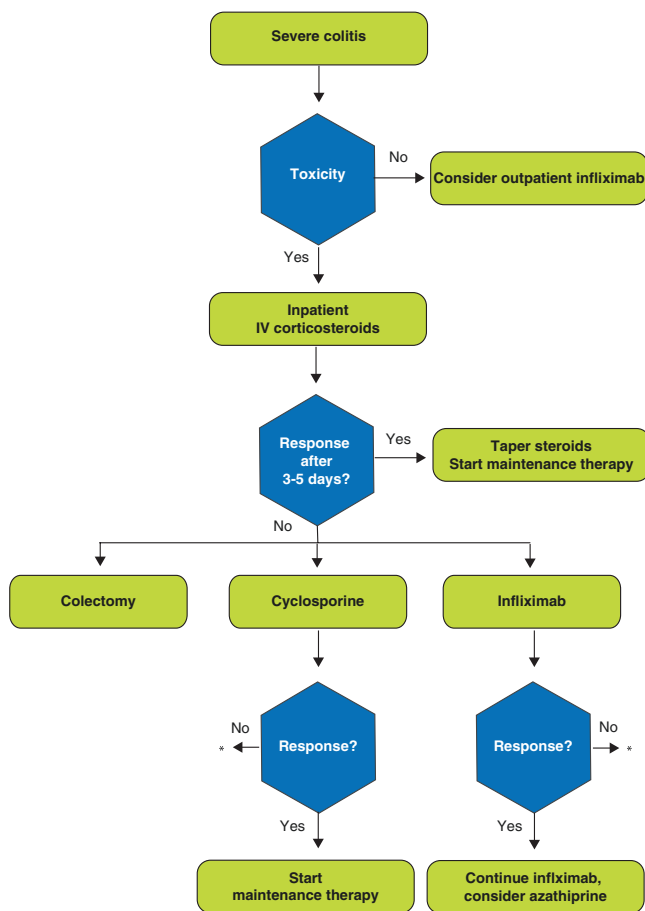 Severe colitis
Toxicity
No
Consider outpatient infliximab
Yes
Inpatient
IV corticosteroids
Response
after
3-5 days?
Yes
Taper steroids
Start maintenance therapy
No
Colectomy
Cyclosporine
Infliximab
Response?
No
*
Response?
No
*
Yes
Yes
Start
maintenance therapy
Continue inflximab,
consider azathiprine